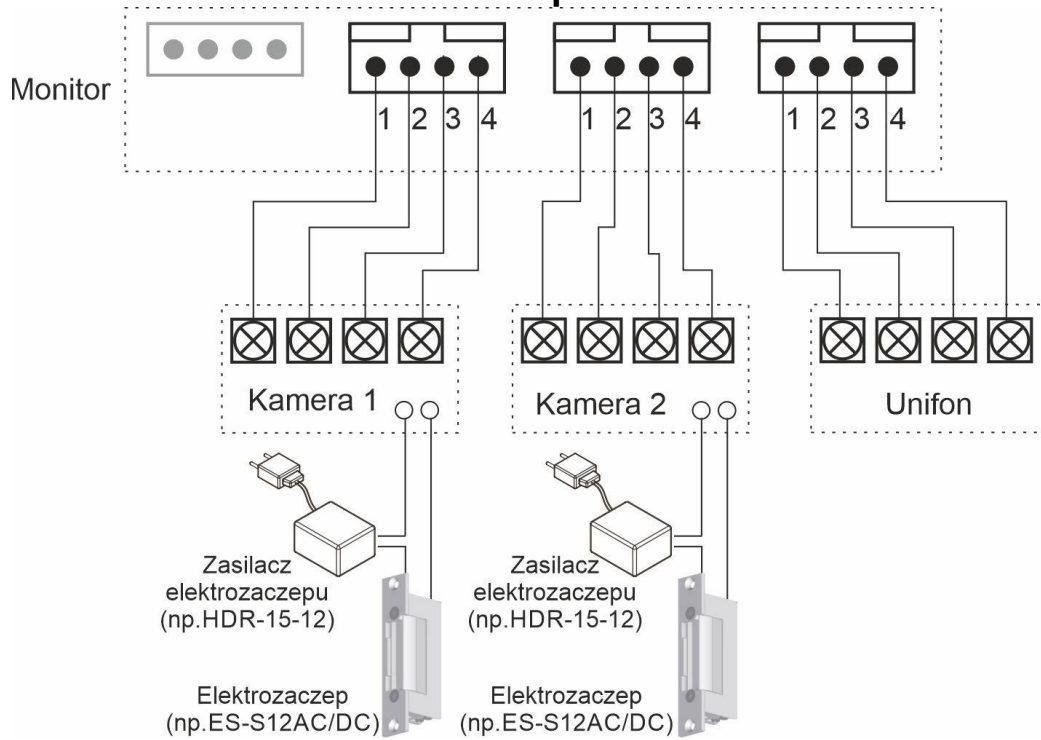 Monitor
1 2 3 4
1 2 3 4
1 2 3 4
Kamera 1
Kamera 2
Unifon
Zasilacz
elektrozaczepu
(np.HDR-15-12)
Zasilacz
elektrozaczepu
(np.HDR-15-12)
Elektrozaczep
(np.ES-S12AC/DC)
Elektrozaczep
(np.ES-S12AC/DC)